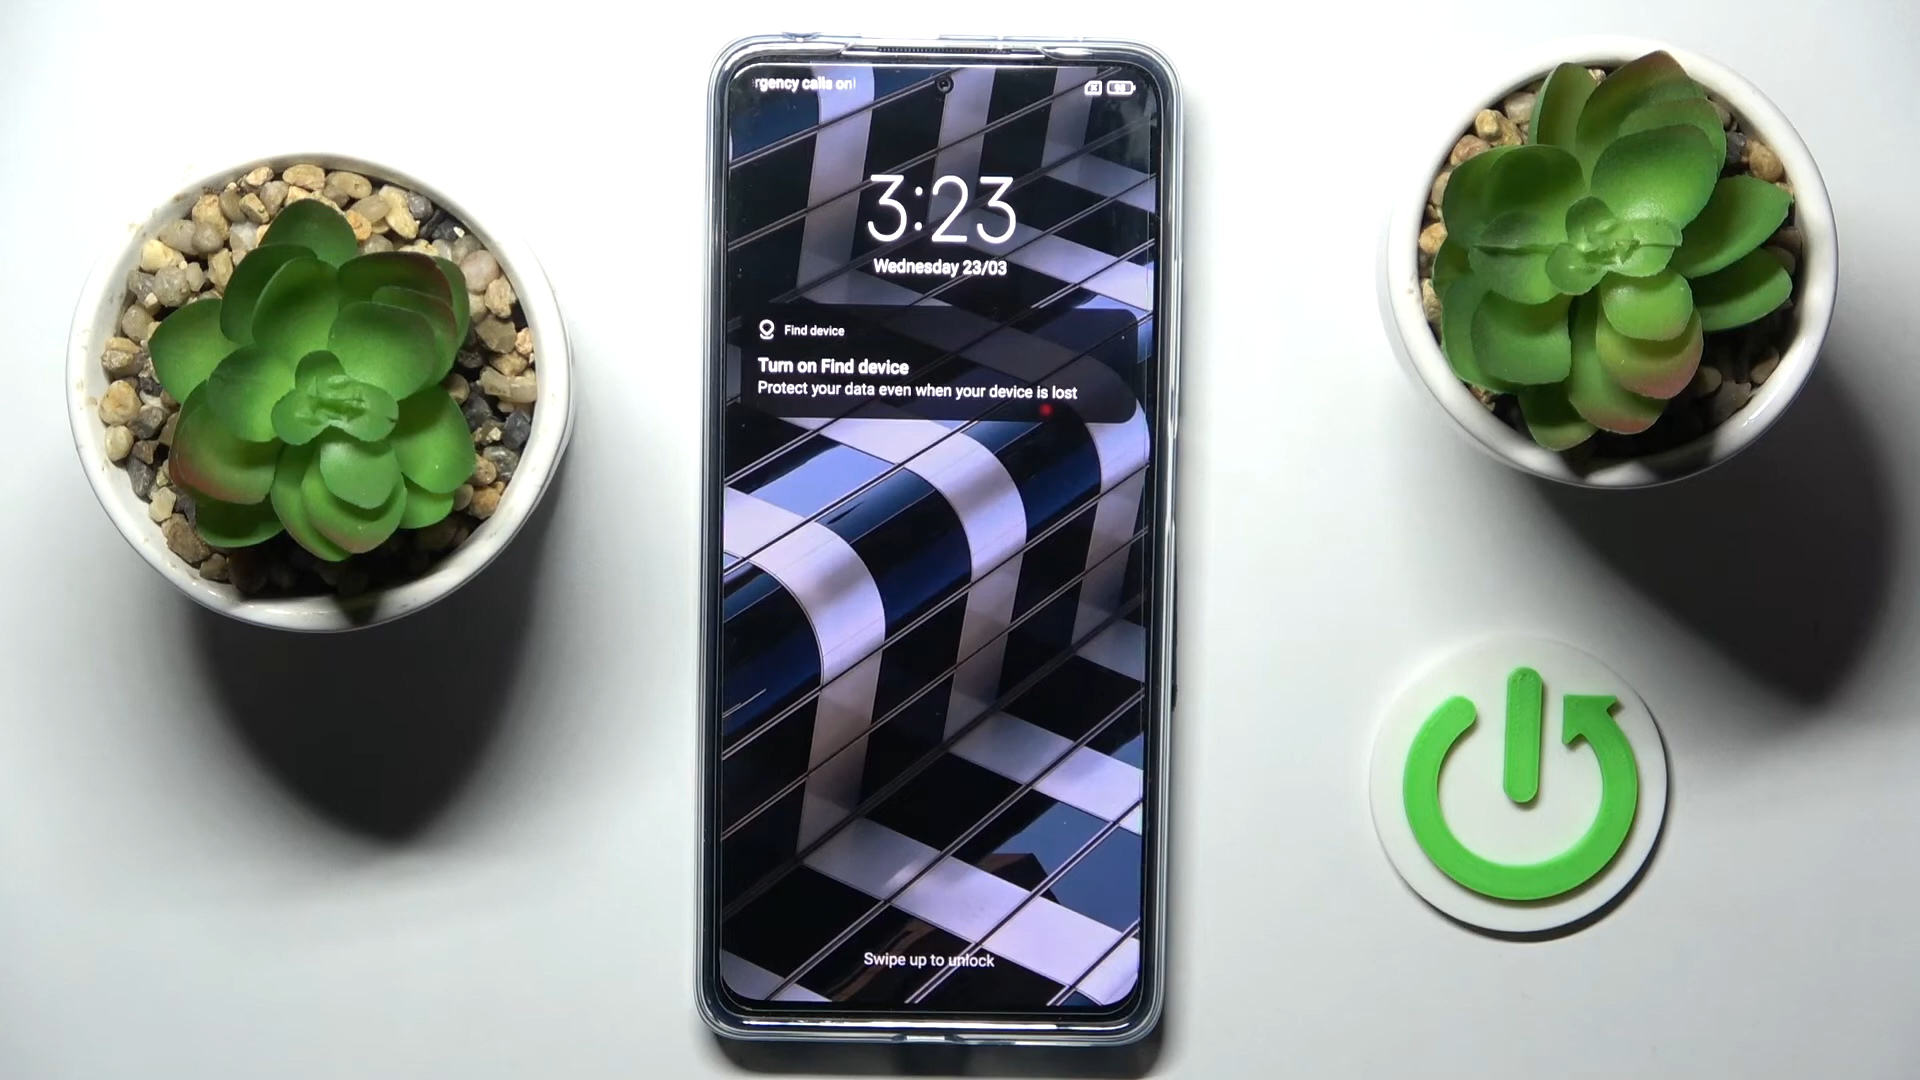 rgency calls onl
3:23
Wednesday 23/03
Find device
Turn on Find device
Protect your data even when your device is lost
Swipe up to unlock